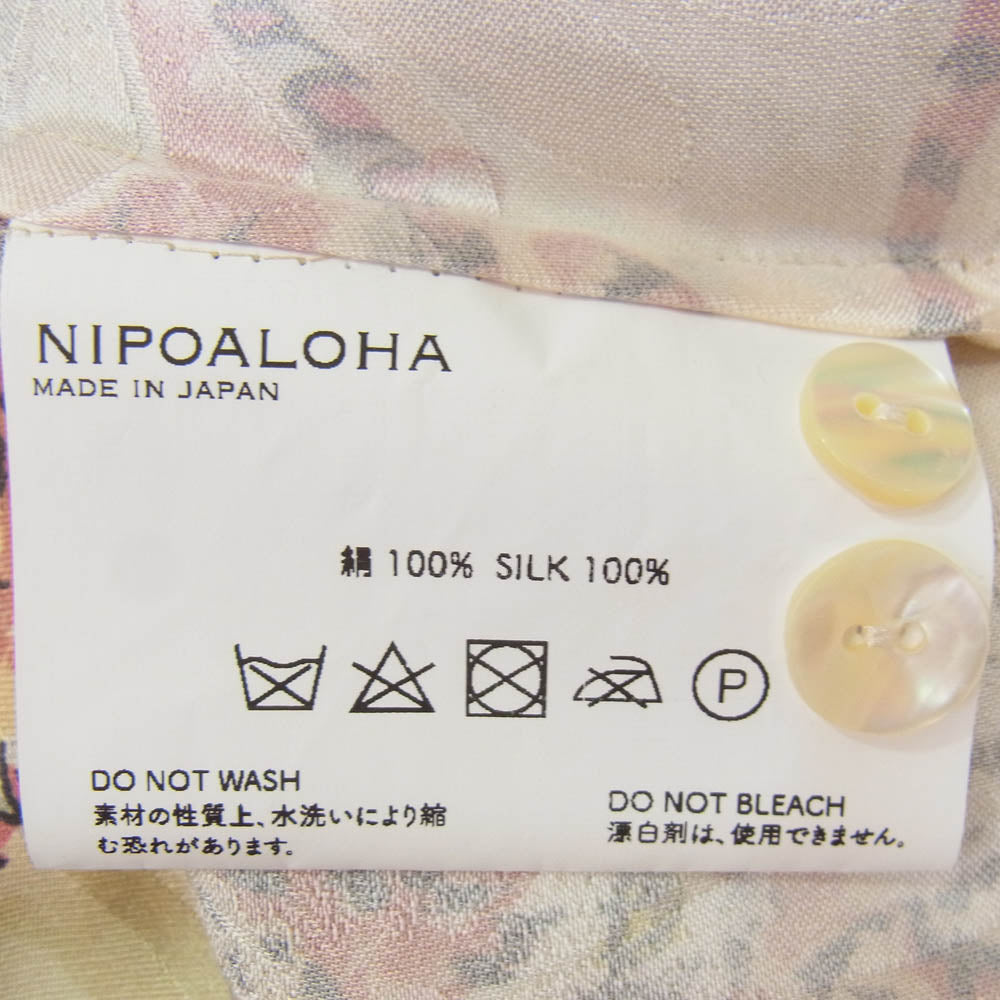 NIPOALOHA
MADE IN JAPAN
絹 100% SILK 100%
P
DO NOT WASH
素材の性質上、水洗いにより縮
む恐れがあります。
DO NOT BLEACH
漂白剤は、使用できません。